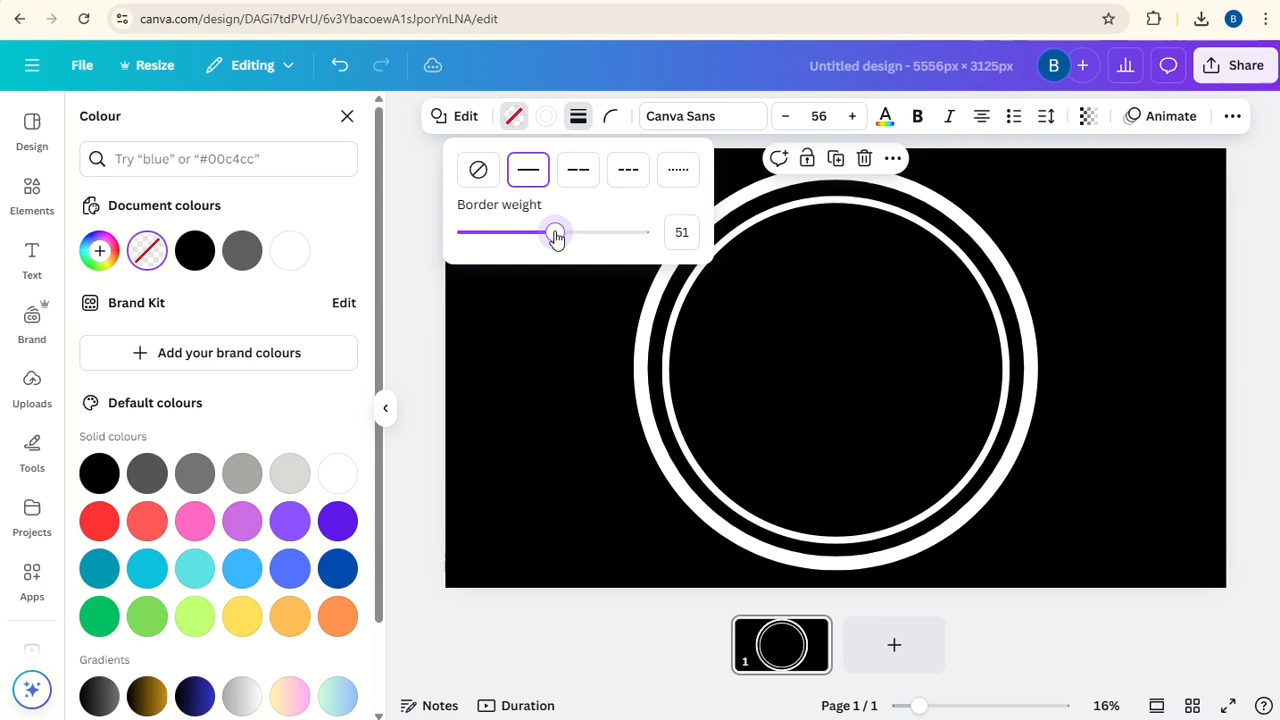 canva.com/design/DAGi7tdPVrU/6v3YbacoewA1sJporYnLNA/edit
B
File
Resize
Editing
Untitled design - 5556px × 3125px
B
Share
Design
Elements
Text
Brand
Uploads
Tools
Projects
Apps
Colour
Try “blue” or “#00c4cc”
Document colours
Brand Kit
Edit
Add your brand colours
Default colours
Solid colours
Gradients
Edit
Canva Sans
– 56 +
A
B
I
Animate
Border weight
51
1
Notes
Duration
Page 1 / 1
16%